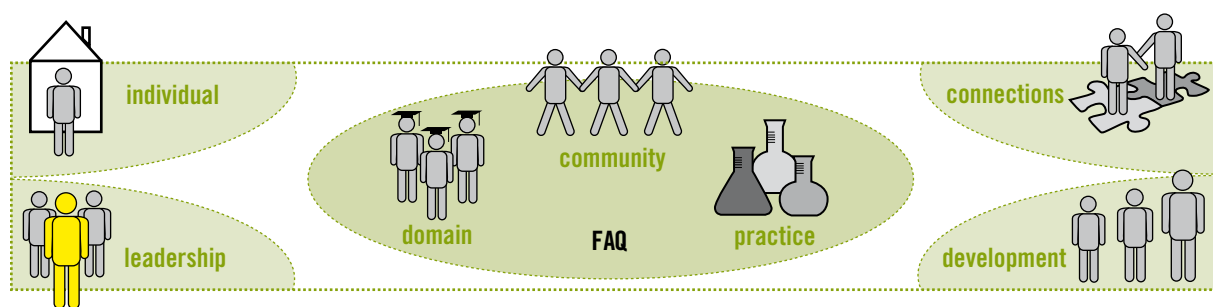 individual
connections
community
domain
practice
FAQ
leadership
development